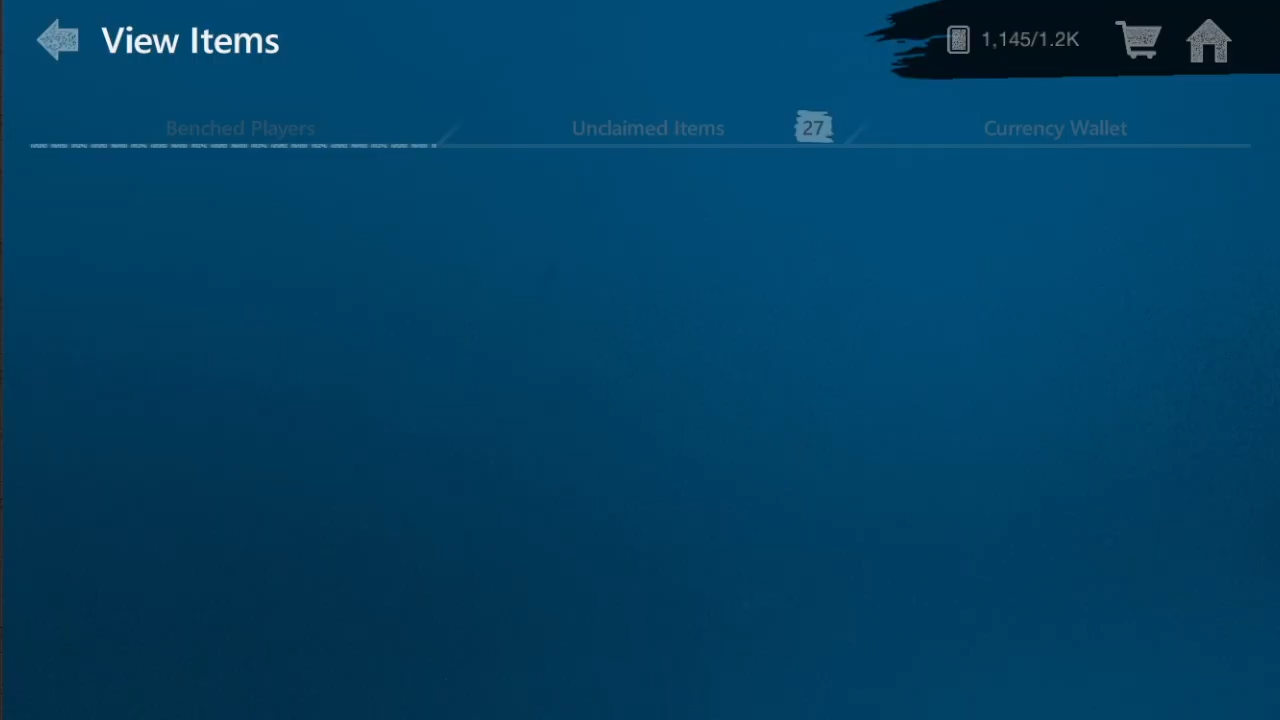 View Items
1,145/1.2K
Benched Players
Unclaimed Items
27
Currency Wallet